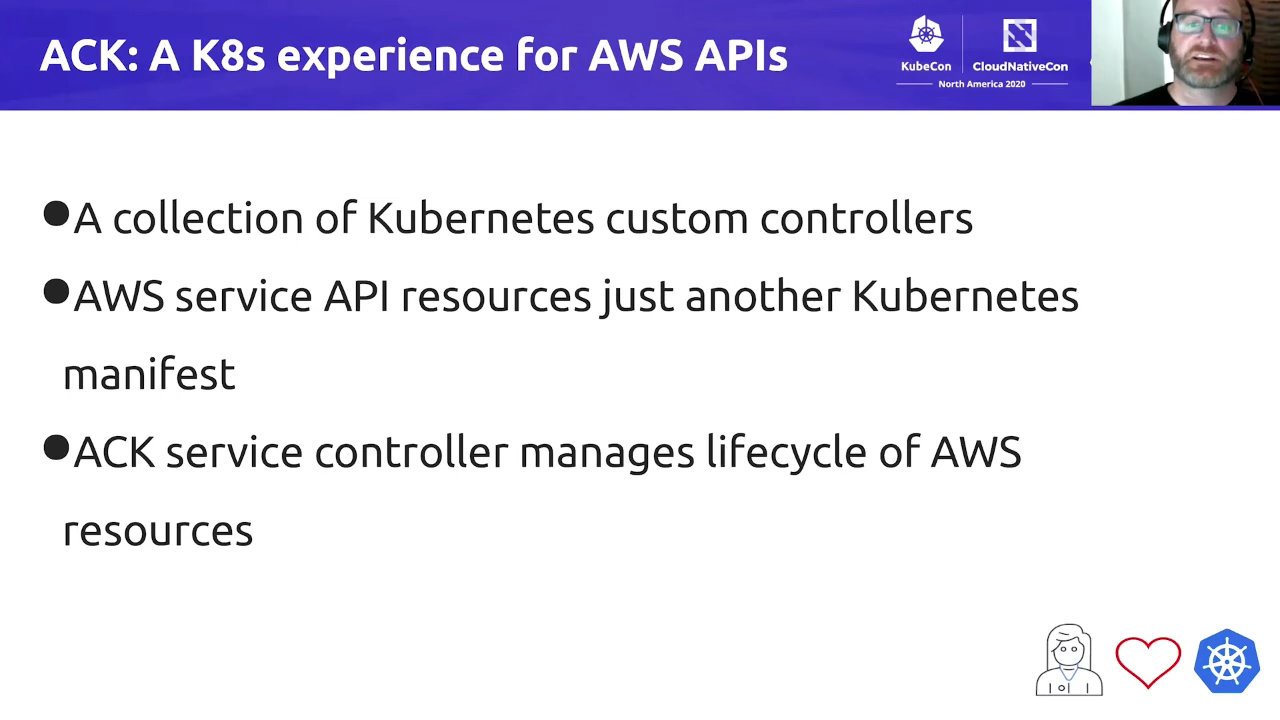 ACK: A K8s experience for AWS APIs
KubeCon
CloudNativeCon
North America 2020
●A collection of Kubernetes custom controllers
●AWS service API resources just another Kubernetes
manifest
●ACK service controller manages lifecycle of AWS
resources